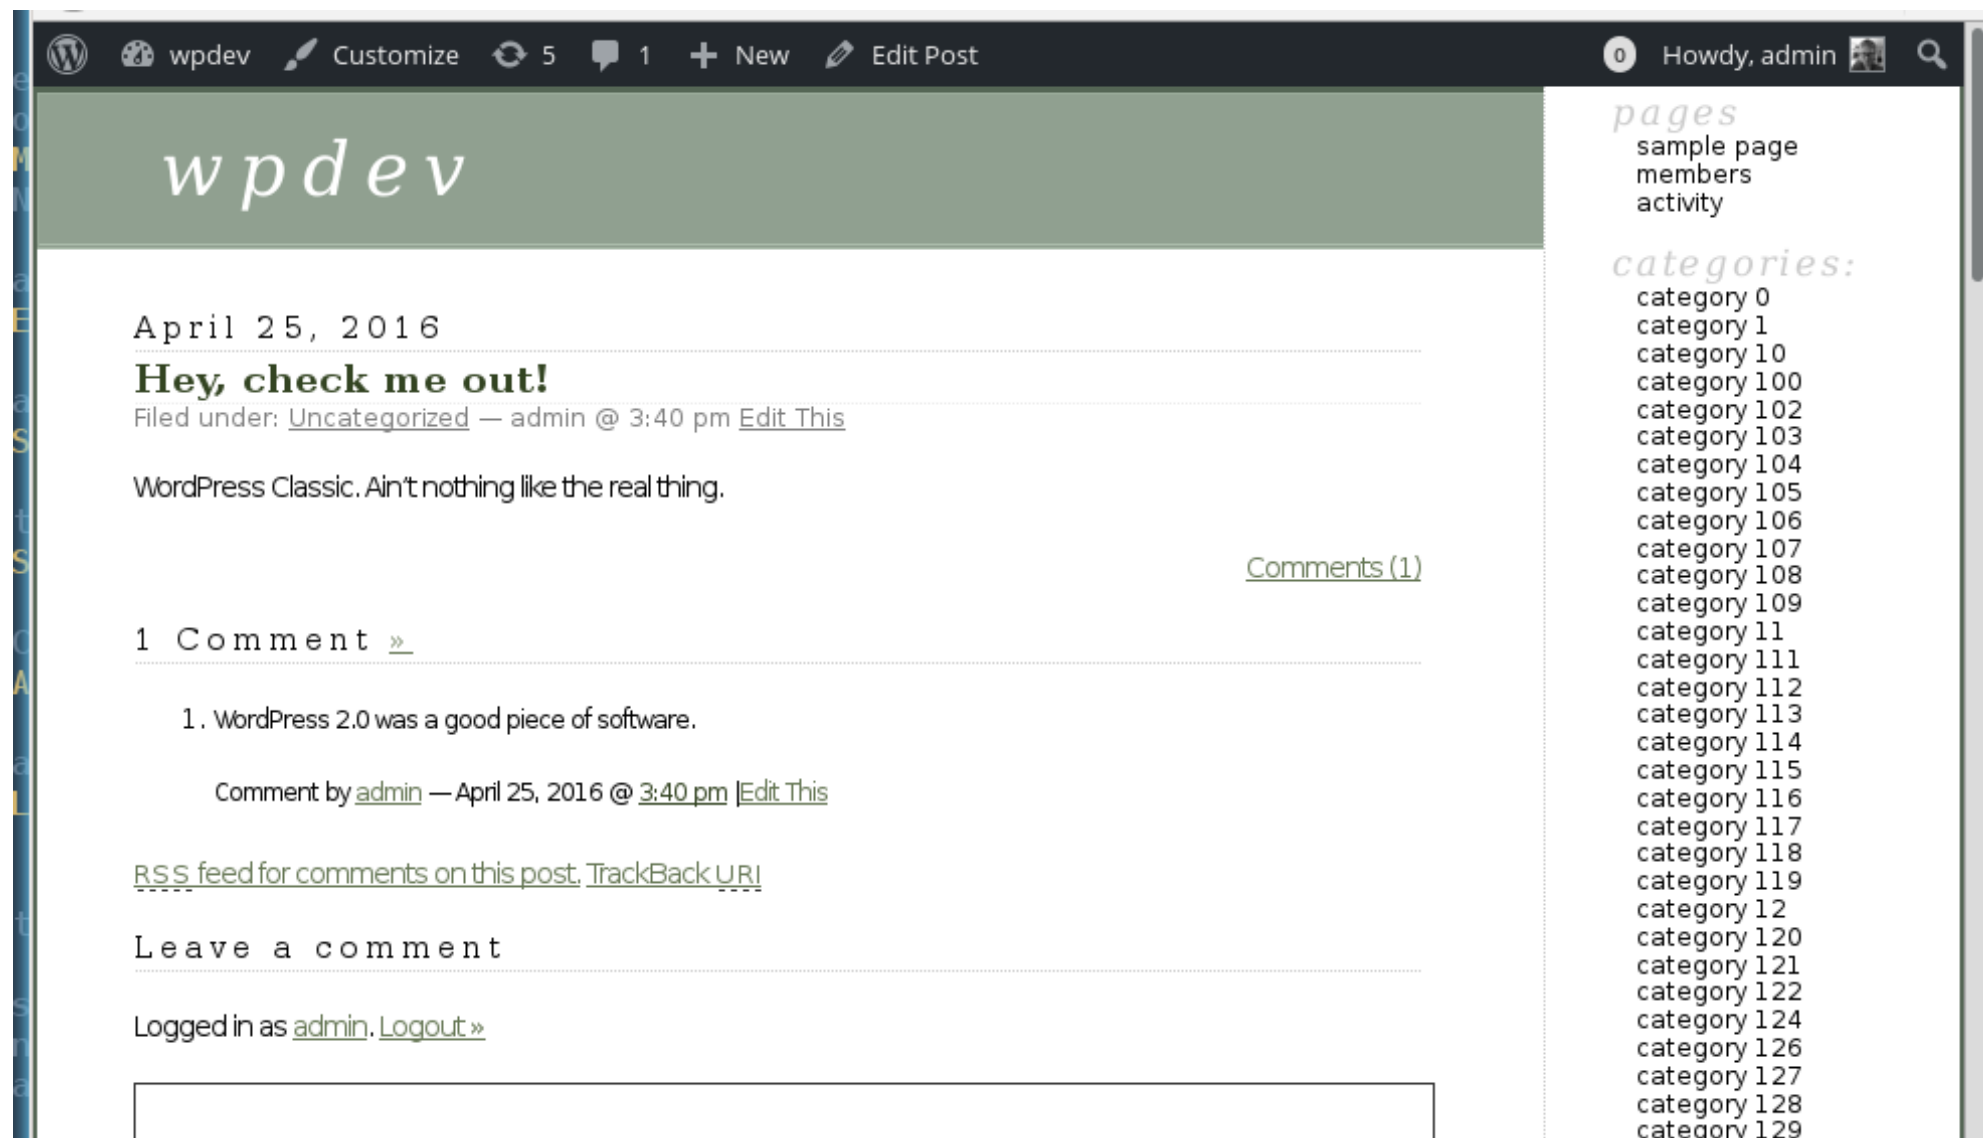 wpdev Customize 5 1 New Edit Post 0 Howdy, admin
wpdev
April 25, 2016
Hey, check me out!
Filed under: Uncategorized — admin @ 3:40 pm Edit This
WordPress Classic. Ain't nothing like the real thing.
Comments (1)
1 Comment »
1. WordPress 2.0 was a good piece of software.
Comment by admin — April 25, 2016 @ 3:40 pm |Edit This
RSS feed for comments on this post. TrackBack URI
Leave a comment
Logged in as admin. Logout »
pages
sample page
members
activity
categories:
category 0
category 1
category 10
category 100
category 102
category 103
category 104
category 105
category 106
category 107
category 108
category 109
category 11
category 111
category 112
category 113
category 114
category 115
category 116
category 117
category 118
category 119
category 12
category 120
category 121
category 122
category 124
category 126
category 127
category 128
category 129